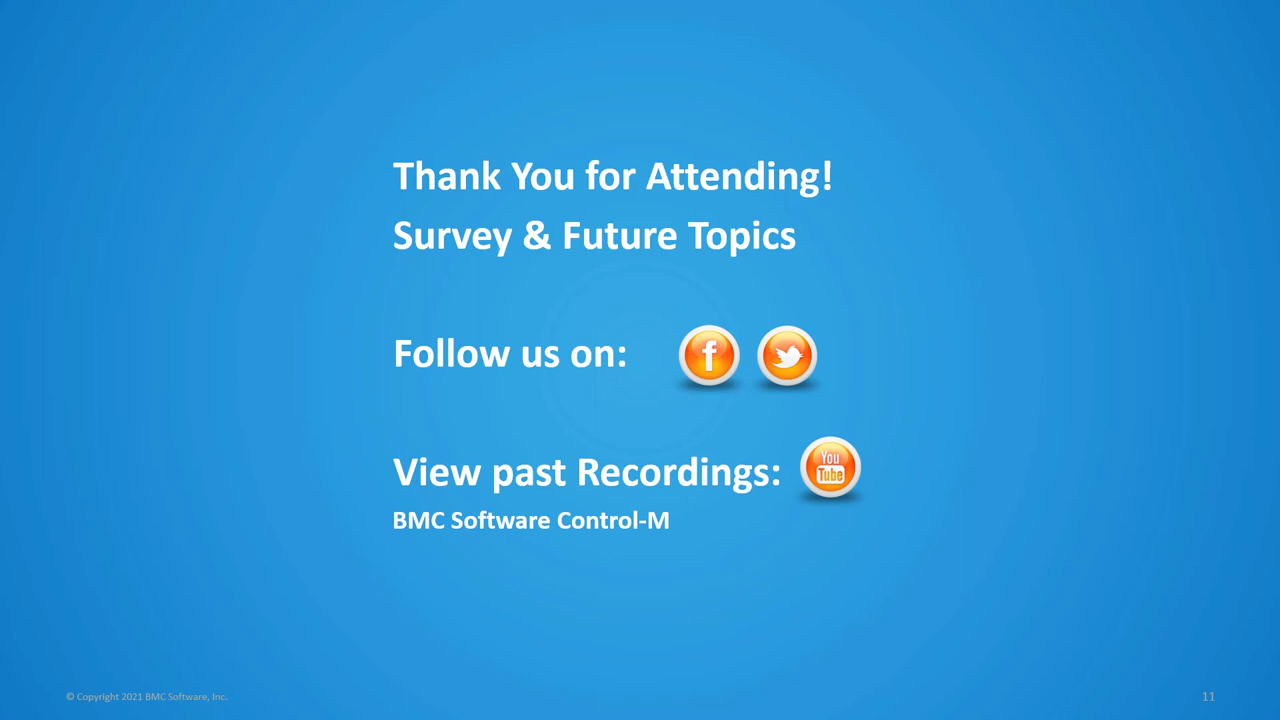 Thank You for Attending!
Survey & Future Topics
Follow us on:
f
View past Recordings:
You
Tube
BMC Software Control-M
© Copyright 2021 BMC Software, Inc.
11